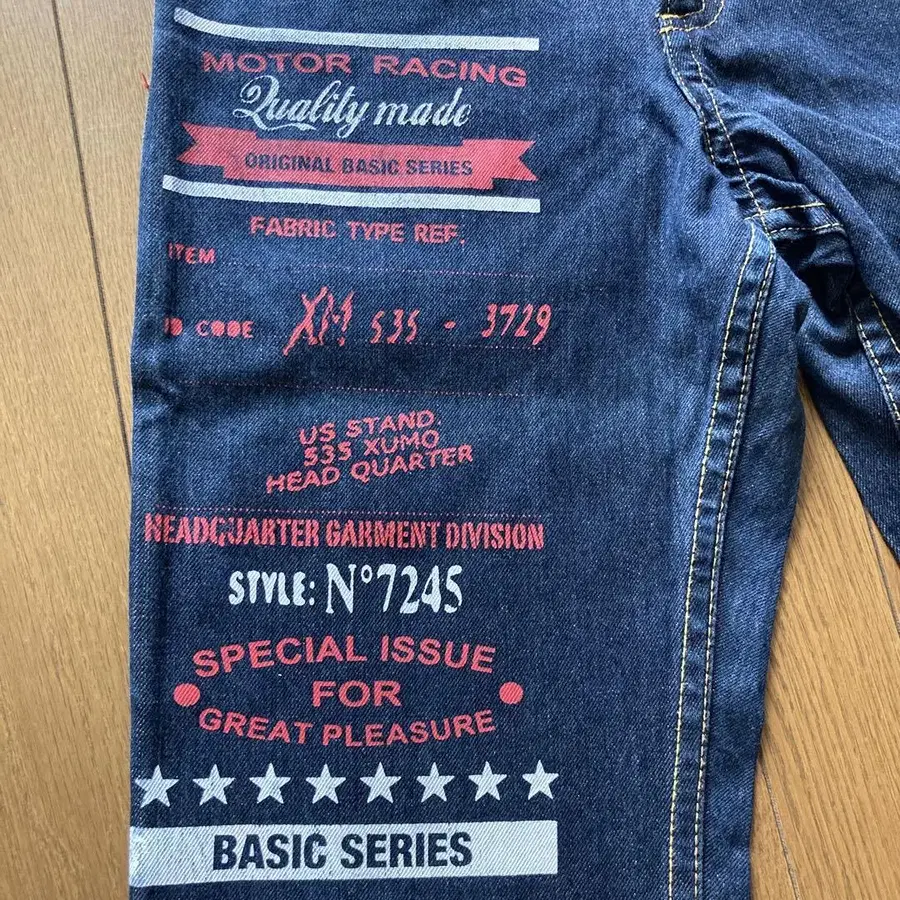 MOTOR RACING
Quality made
ORIGINAL BASIC SERIES
FABRIC TYPE REF.
ITEM
CODE XM 535 - 3729
US STAND.
535 XUMO
HEAD QUARTER
HEADQUARTER GARMENT DIVISION
STYLE: N°7245
SPECIAL ISSUE
FOR
GREAT PLEASURE
BASIC SERIES